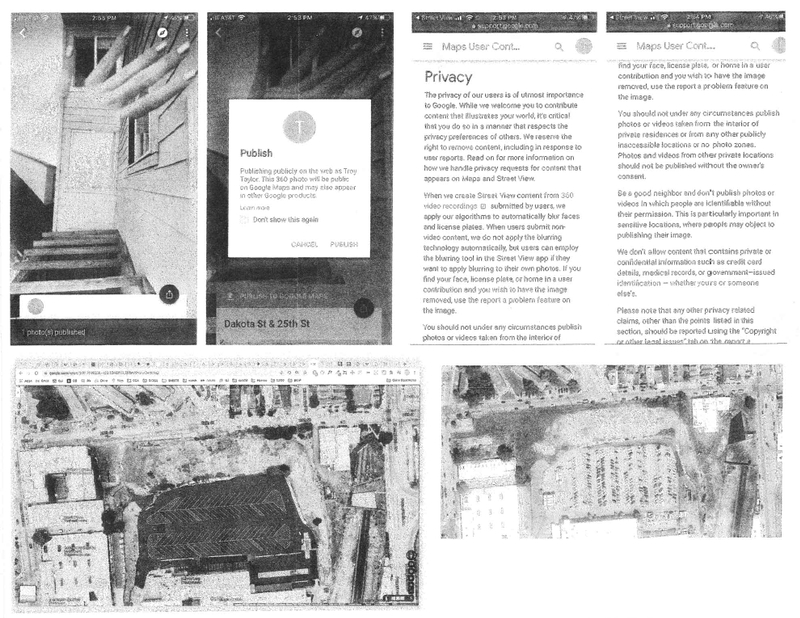 AT&T
2:53 PM
47%
1 photo(s) published
AT&T
2:53 PM
47%
Publish
Publishing publicly on the web as Troy
Taylor. This 360 photo will be public
on Google Maps and may also appear
in other Google products.
Learn more
Don't show this again
CANCEL
PUBLISH
Publish to Google Maps
Dakota St & 25th St
Street View
2:53 PM
47%
support.google.com
Maps User Cont...
Privacy
The privacy of our users is of utmost importance
to Google. While we welcome you to contribute
content that illustrates your world, it's critical
that you do so in a manner that respects the
privacy preferences of others. We reserve the
right to remove content, including in response to
user reports. Read on for more information on
how we handle privacy requests for content
that appears on Maps and Street View.
When we create Street View content from 360
video recordings submitted by users, we
apply our algorithms to automatically blur faces
and license plates. When users submit non-
video content, we do not apply the blurring
technology automatically, but users can employ
the blurring tool in the Street View app if they
want to apply blurring to their own photos. If you
find your face, license plate, or home in a user
contribution and you wish to have the image
removed, use the report a problem feature on
the image.
You should not under any circumstances publish
photos or videos taken from the interior of
Street View
2:53 PM
47%
support.google.com
Maps User Cont...
find your face, license plate, or home in a user
contribution and you wish to have the image
removed, use the report a problem feature on
the image.
You should not under any circumstances publish
photos or videos taken from the interior of
private residences or from any other publicly
inaccessible locations or no-photo zones.
Photos and videos from other private locations
should not be published without the owner's
consent.
Be a good neighbor and don't publish photos or
videos in which people are identifiable without
their permission. This is particularly important in
sensitive locations, where people may object to
publishing their image.
We don't allow content that contains private or
confidential information such as credit card
details, medical records, or government-issued
identification – whether yours or someone
else's.
Please note that any other privacy related
claims, other than the points listed in this
section, should be reported using the "Copyright
or other legal issues" tab on the report a